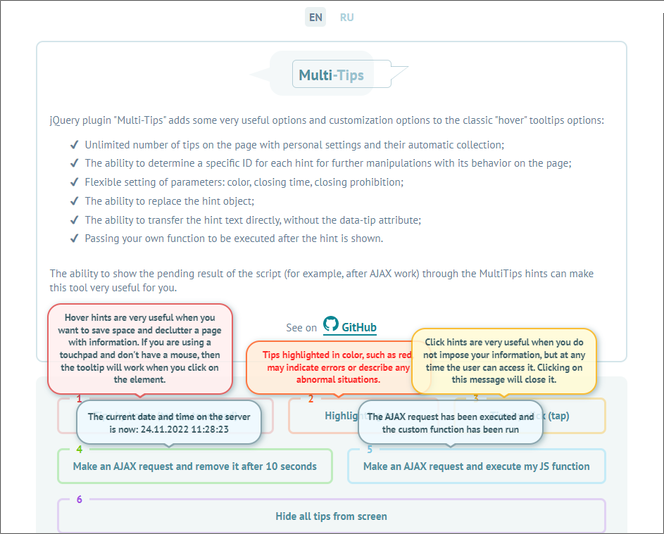 EN RU
Multi-Tips
jQuery plugin "Multi-Tips" adds some very useful options and customization options to the classic "hover" tooltips options:
✔ Unlimited number of tips on the page with personal settings and their automatic collection;
✔ The ability to determine a specific ID for each hint for further manipulations with its behavior on the page;
✔ Flexible setting of parameters: color, closing time, closing prohibition;
✔ The ability to replace the hint object;
✔ The ability to transfer the hint text directly, without the data-tip attribute;
✔ Passing your own function to be executed after the hint is shown.
The ability to show the pending result of the script (for example, after AJAX work) through the MultiTips hints can make
this tool very useful for you.
See on GitHub
Hover hints are very useful when you
want to save space and declutter a page
with information. If you are using a
touchpad and don't have a mouse, then
the tooltip will work when you click on
the element.
Tips highlighted in color, such as red
may indicate errors or describe any
abnormal situations.
Click hints are very useful when you do
not impose your information, but at any
time the user can access it. Clicking on
this message will close it.
1
2
3
The current date and time on the server
is now: 24.11.2022 11:28:23
Highlig
The AJAX request has been executed and
the custom function has been run
(tap)
4
Make an AJAX request and remove it after 10 seconds
5
Make an AJAX request and execute my JS function
6
Hide all tips from screen